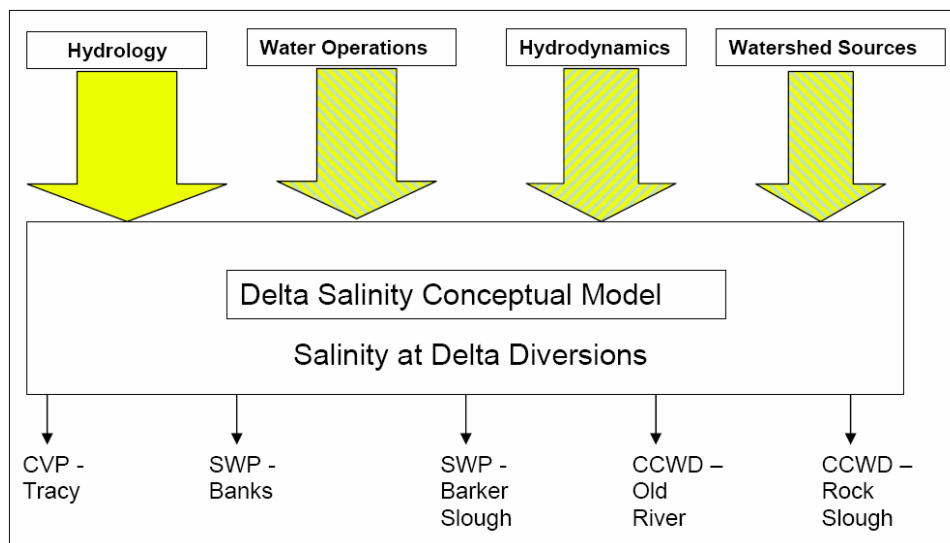 Hydrology
Water Operations
Hydrodynamics
Watershed Sources
Delta Salinity Conceptual Model
Salinity at Delta Diversions
CVP -
Tracy
SWP -
Banks
SWP -
Barker
Slough
CCWD –
Old
River
CCWD –
Rock
Slough